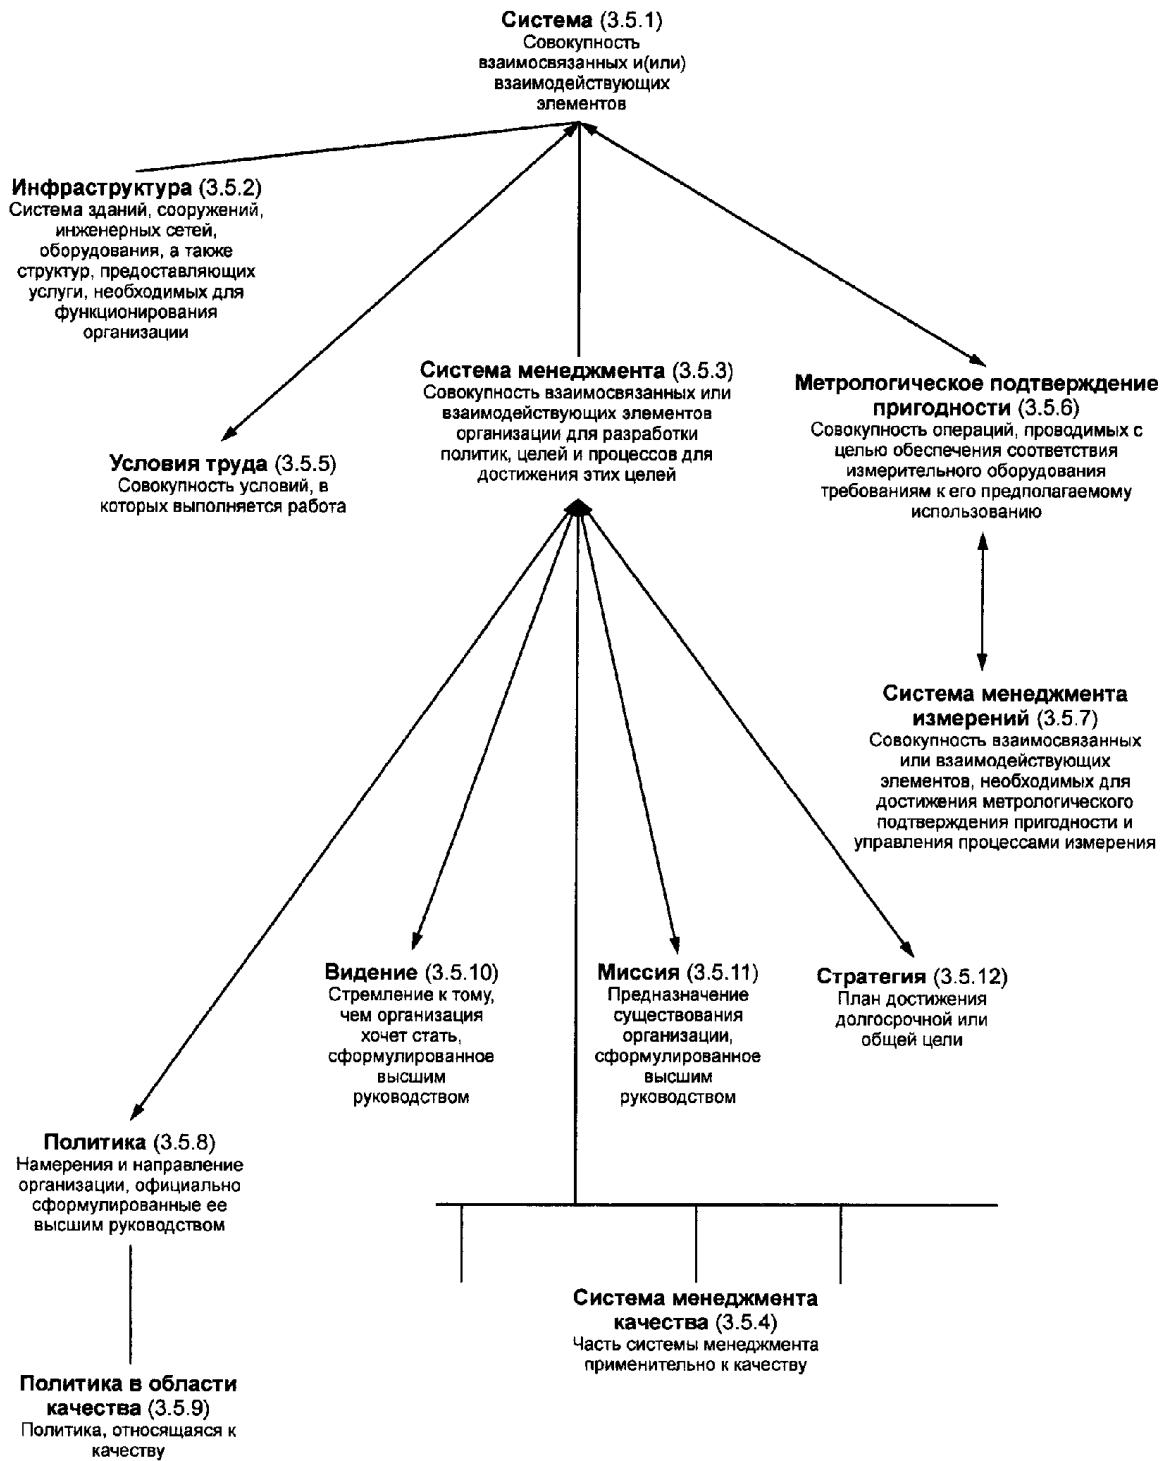 Система (3.5.1)
Совокупность
взаимосвязанных и(или)
взаимодействующих
элементов
Инфраструктура (3.5.2)
Система зданий, сооружений,
инженерных сетей,
оборудования, а также
структур, предоставляющих
услуги, необходимых для
функционирования
организации
Система менеджмента (3.5.3)
Совокупность взаимосвязанных или
взаимодействующих элементов
организации для разработки
политик, целей и процессов для
достижения этих целей
Метрологическое подтверждение
пригодности (3.5.6)
Совокупность операций, проводимых с
целью обеспечения соответствия
измерительного оборудования
требованиям к его предполагаемому
использованию
Условия труда (3.5.5)
Совокупность условий, в
которых выполняется работа
Система менеджмента
измерений (3.5.7)
Совокупность взаимосвязанных
или взаимодействующих
элементов, необходимых для
достижения метрологического
подтверждения пригодности и
управления процессами измерения
Видение (3.5.10)
Стремление к тому,
чем организация
хочет стать,
сформулированное
высшим
руководством
Миссия (3.5.11)
Предназначение
существования
организации,
сформулированное
высшим
руководством
Стратегия (3.5.12)
План достижения
долгосрочной или
общей цели
Политика (3.5.8)
Намерения и направление
организации, официально
сформулированные ее
высшим руководством
Система менеджмента
качества (3.5.4)
Часть системы менеджмента
применительно к качеству
Политика в области
качества (3.5.9)
Политика, относящаяся к
качеству